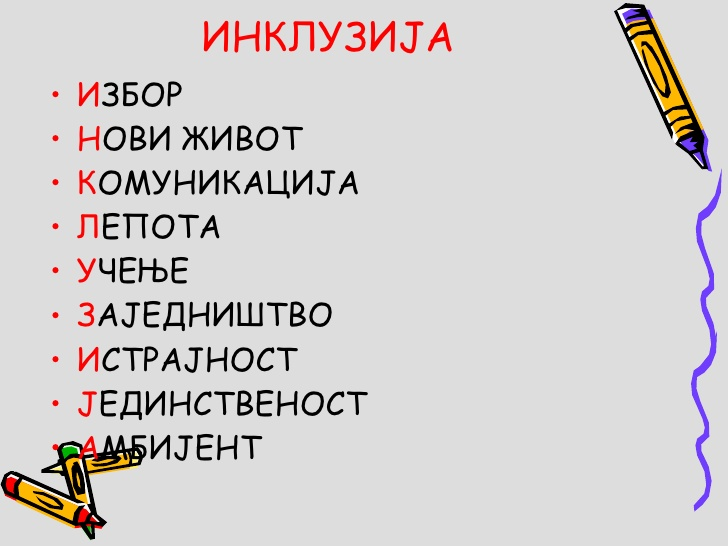 ИНКЛУЗИЈА
• ИЗБОР
• НОВИ ЖИВОТ
• КОМУНИКАЦИЈА
• ЛЕПОТА
• УЧЕЊЕ
• ЗАЈЕДНИШТВО
• ИСТРАЈНОСТ
• ЈЕДИНСТВЕНОСТ
• АМБИЈЕНТ